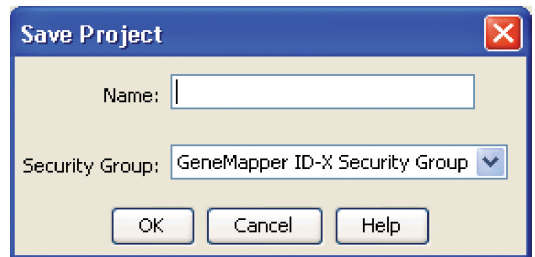 Save Project
Name:
Security Group: GeneMapper ID-X Security Group
OK Cancel Help